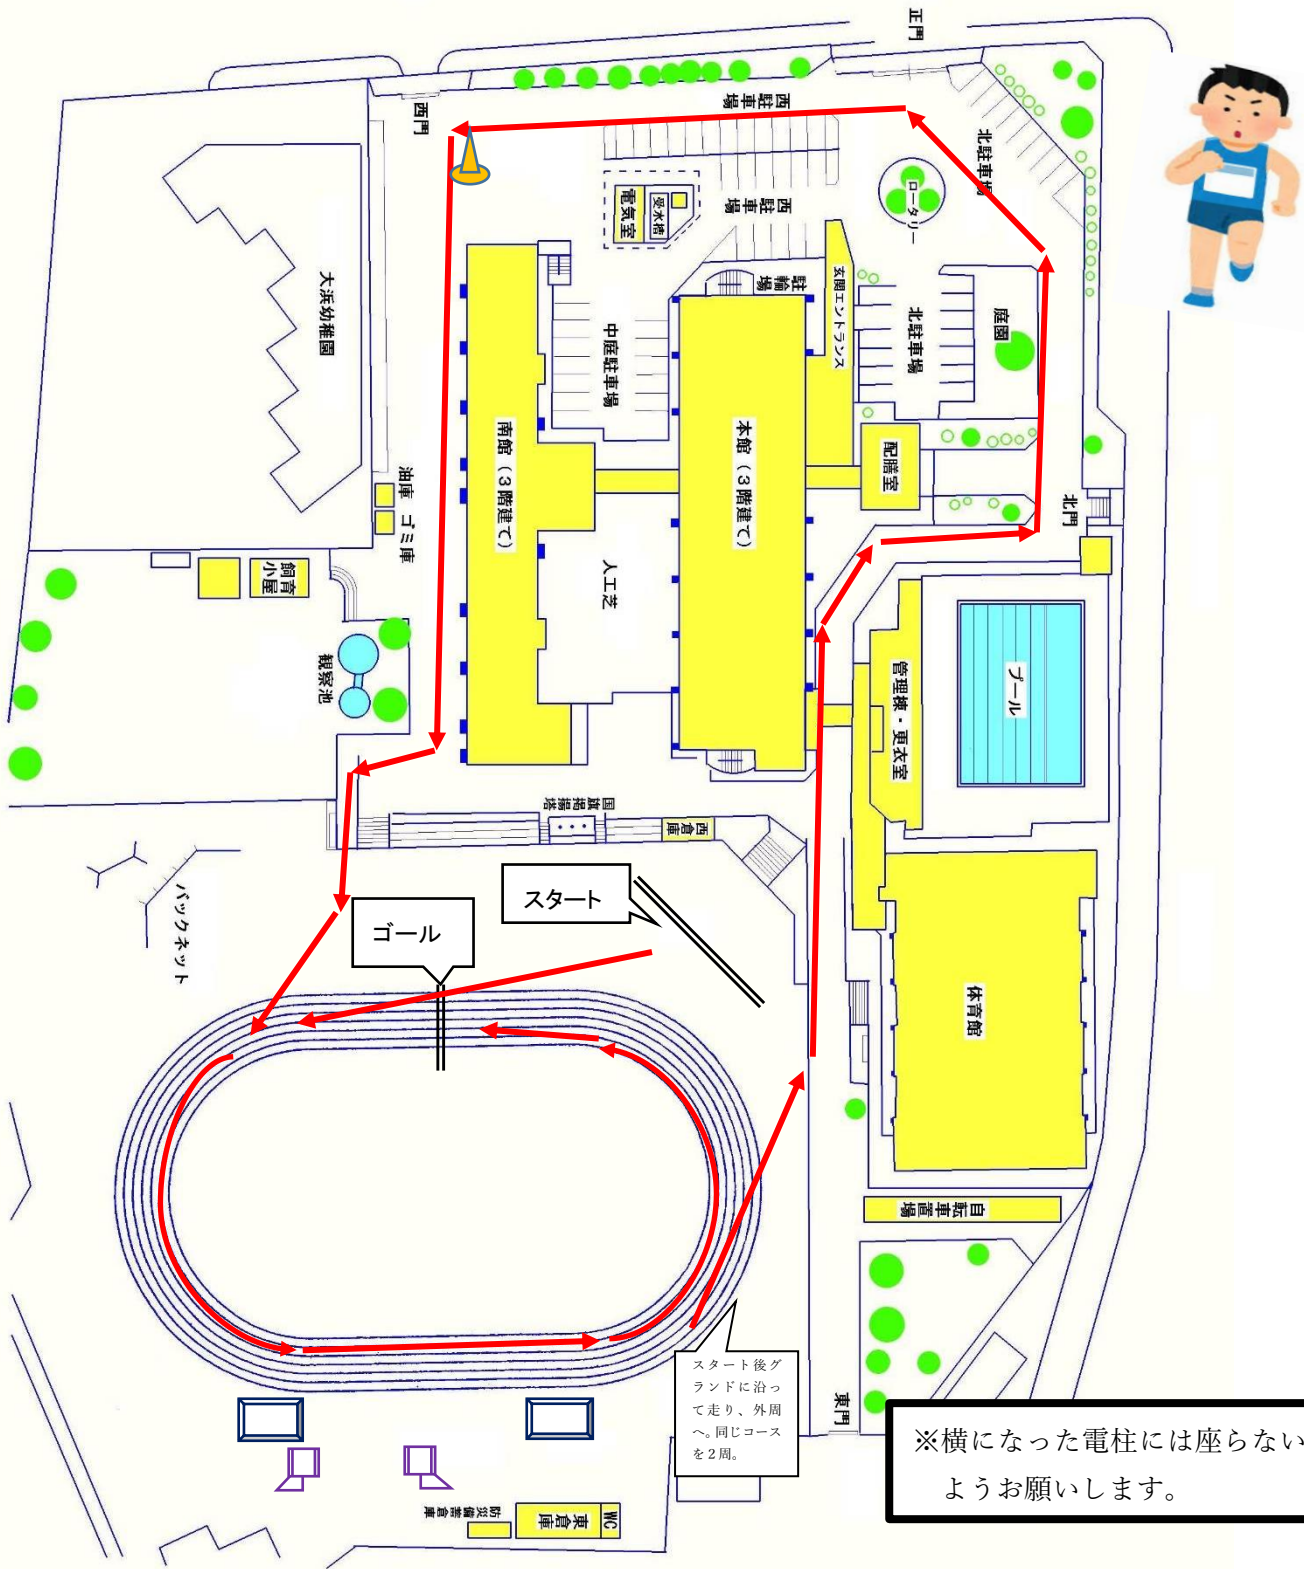 正門
西門
西駐車場
北駐車場
ロータリー
西駐車場
電気室
受水槽
駐輪場
玄関エントランス
北駐車場
庭園
大浜幼稚園
中庭駐車場
南館（３階建て）
本館（３階建て）
配膳室
北門
油庫
ゴミ庫
人工芝
飼育
小屋
観察池
管理棟・更衣室
プール
国旗掲揚塔
西倉庫
バックネット
スタート
ゴール
体育館
自転車置場
スタート後グ
ランドに沿っ
て走り、外周
へ。同じコース
を２周。
東門
※横になった電柱には座らない
ようお願いします。
防災備蓄倉庫
東倉庫
WC